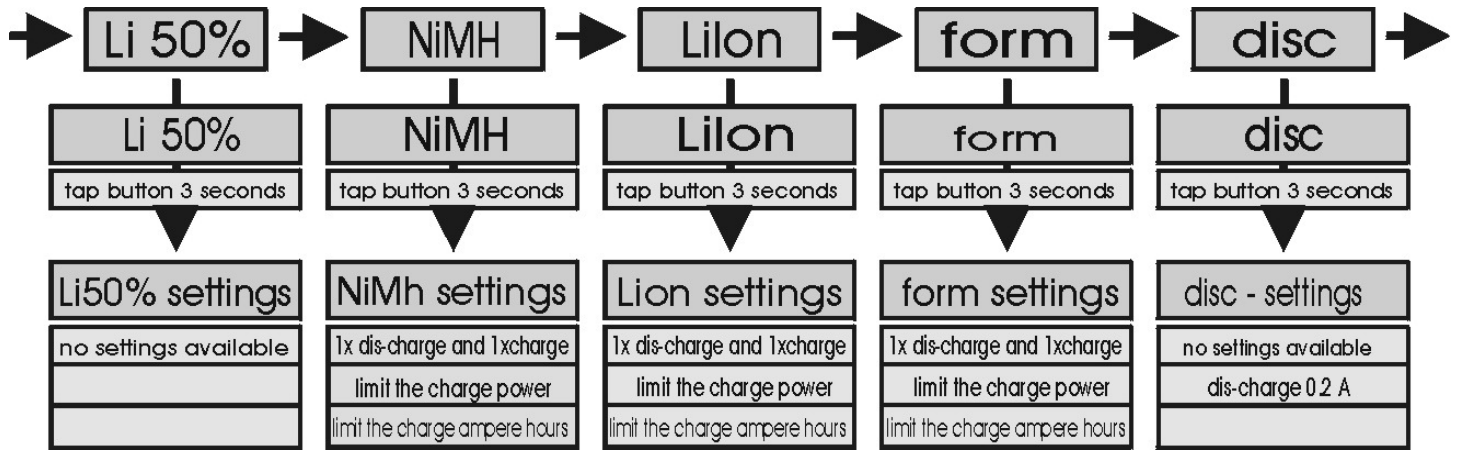 Li 50% NiMH LiIon form disc
Li 50% NiMH LiIon form disc
tap button 3 seconds tap button 3 seconds tap button 3 seconds tap button 3 seconds tap button 3 seconds
Li50% settings NiMh settings Lion settings form settings disc - settings
no settings available 1x dis-charge and 1xcharge 1x dis-charge and 1xcharge 1x dis-charge and 1xcharge no settings available
limit the charge power limit the charge power limit the charge power dis-charge 0.2 A
limit the charge ampere hours limit the charge ampere hours limit the charge ampere hours